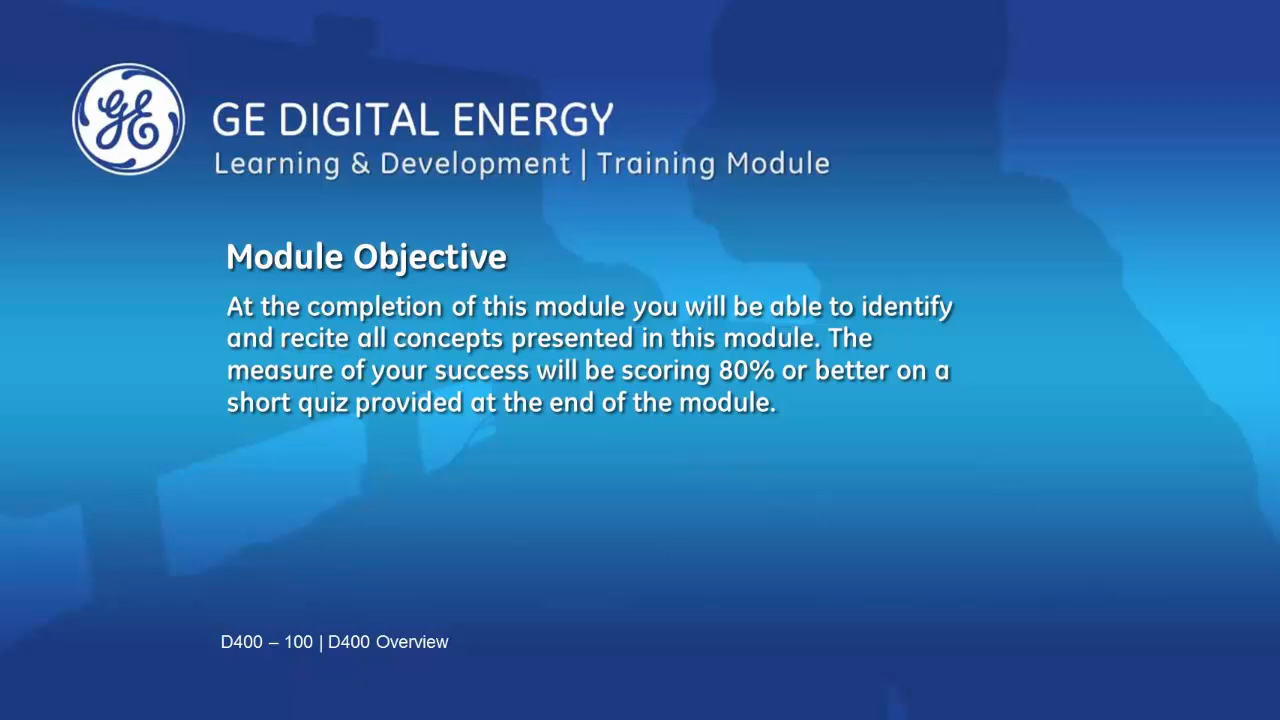 GE
GE DIGITAL ENERGY
Learning & Development | Training Module
Module Objective
At the completion of this module you will be able to identify
and recite all concepts presented in this module. The
measure of your success will be scoring 80% or better on a
short quiz provided at the end of the module.
D400 – 100 | D400 Overview